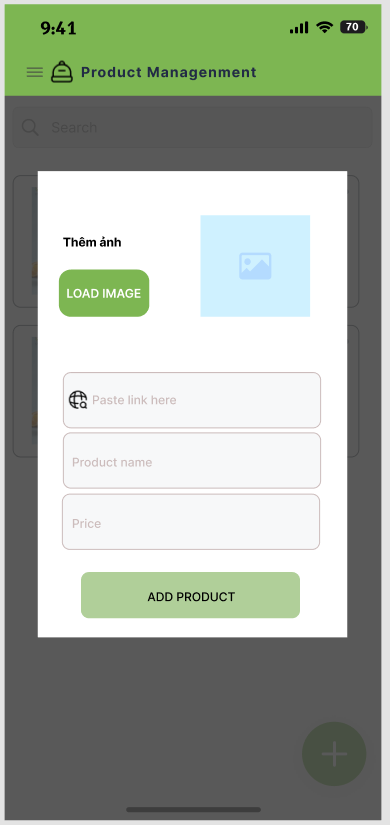 9:41
70
Product Managenment
Search
Thêm ảnh
LOAD IMAGE
Paste link here
Product name
Price
ADD PRODUCT